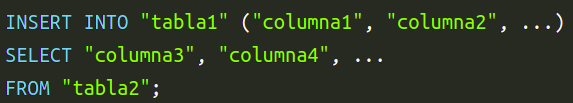 INSERT INTO "tabla1" ("columna1", "columna2", ...)
SELECT "columna3", "columna4", ...
FROM "tabla2";